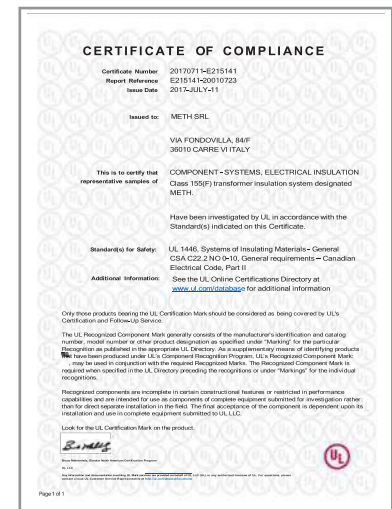 CERTIFICATE OF COMPLIANCE
Certificate Number 20170711-E215141
Report Reference E215141-20010723
Issue Date 2017-JULY-11
Issued to: METH SRL
VIA FONDOVILLA, 84/F
36010 CARRE VI ITALY
This is to certify that COMPONENT - SYSTEMS, ELECTRICAL INSULATION
representative samples of Class 155(F) transformer insulation system designated
METH.
Have been investigated by UL in accordance with the
Standard(s) indicated on this Certificate.
Standard(s) for Safety: UL 1446, Systems of Insulating Materials - General
CSA C22.2 NO 0-10, General requirements – Canadian
Electrical Code, Part II
Additional Information: See the UL Online Certifications Directory at
www.ul.com/database for additional information
Only those products bearing the UL Certification Mark should be considered as being covered by UL's
Certification and Follow-Up Service.
The UL Recognized Component Mark generally consists of the manufacturer's identification and catalog
number, model number or other product designation as specified under "Marking" for the particular
Recognition as published in the appropriate UL Directory. As a supplementary means of identifying products
that have been produced under UL's Component Recognition Program, UL's Recognized Component Mark:
may be used in conjunction with the required Recognized Marks. The Recognized Component Mark is
required when specified in the UL Directory preceding the recognitions or under "Markings" for the individual
recognitions.
Recognized components are incomplete in certain constructional features or restricted in performance
capabilities and are intended for use as components of complete equipment submitted for investigation rather
than for direct separate installation in the field. The final acceptance of the component is dependent upon its
installation and use in complete equipment submitted to UL LLC.
Look for the UL Certification Mark on the product.
UL
Page 1 of 1